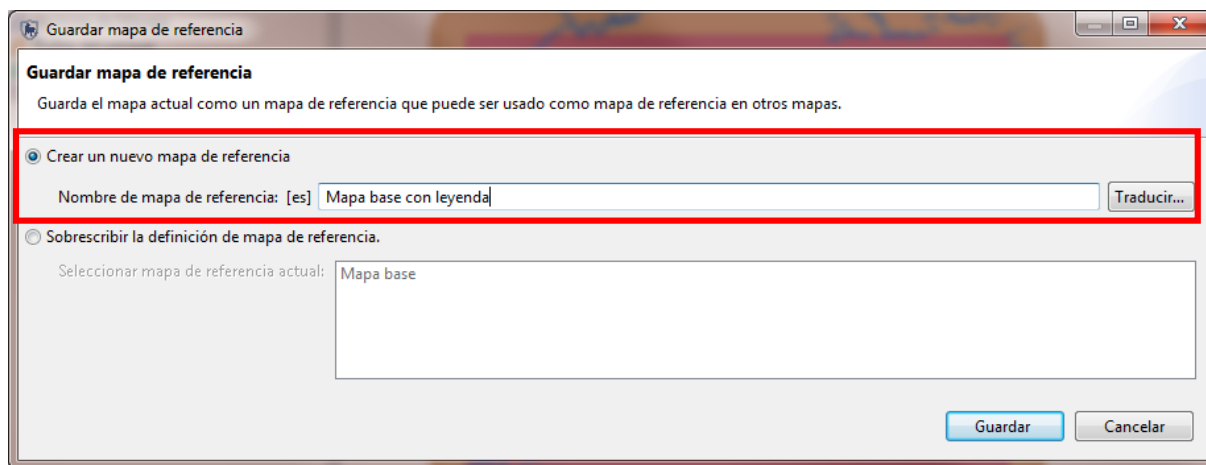 Guardar mapa de referencia
Guardar mapa de referencia
Guarda el mapa actual como un mapa de referencia que puede ser usado como mapa de referencia en otros mapas.
Crear un nuevo mapa de referencia
Nombre de mapa de referencia: [es] Mapa base con leyenda Traducir...
Sobrescribir la definición de mapa de referencia.
Seleccionar mapa de referencia actual: Mapa base
Guardar Cancelar